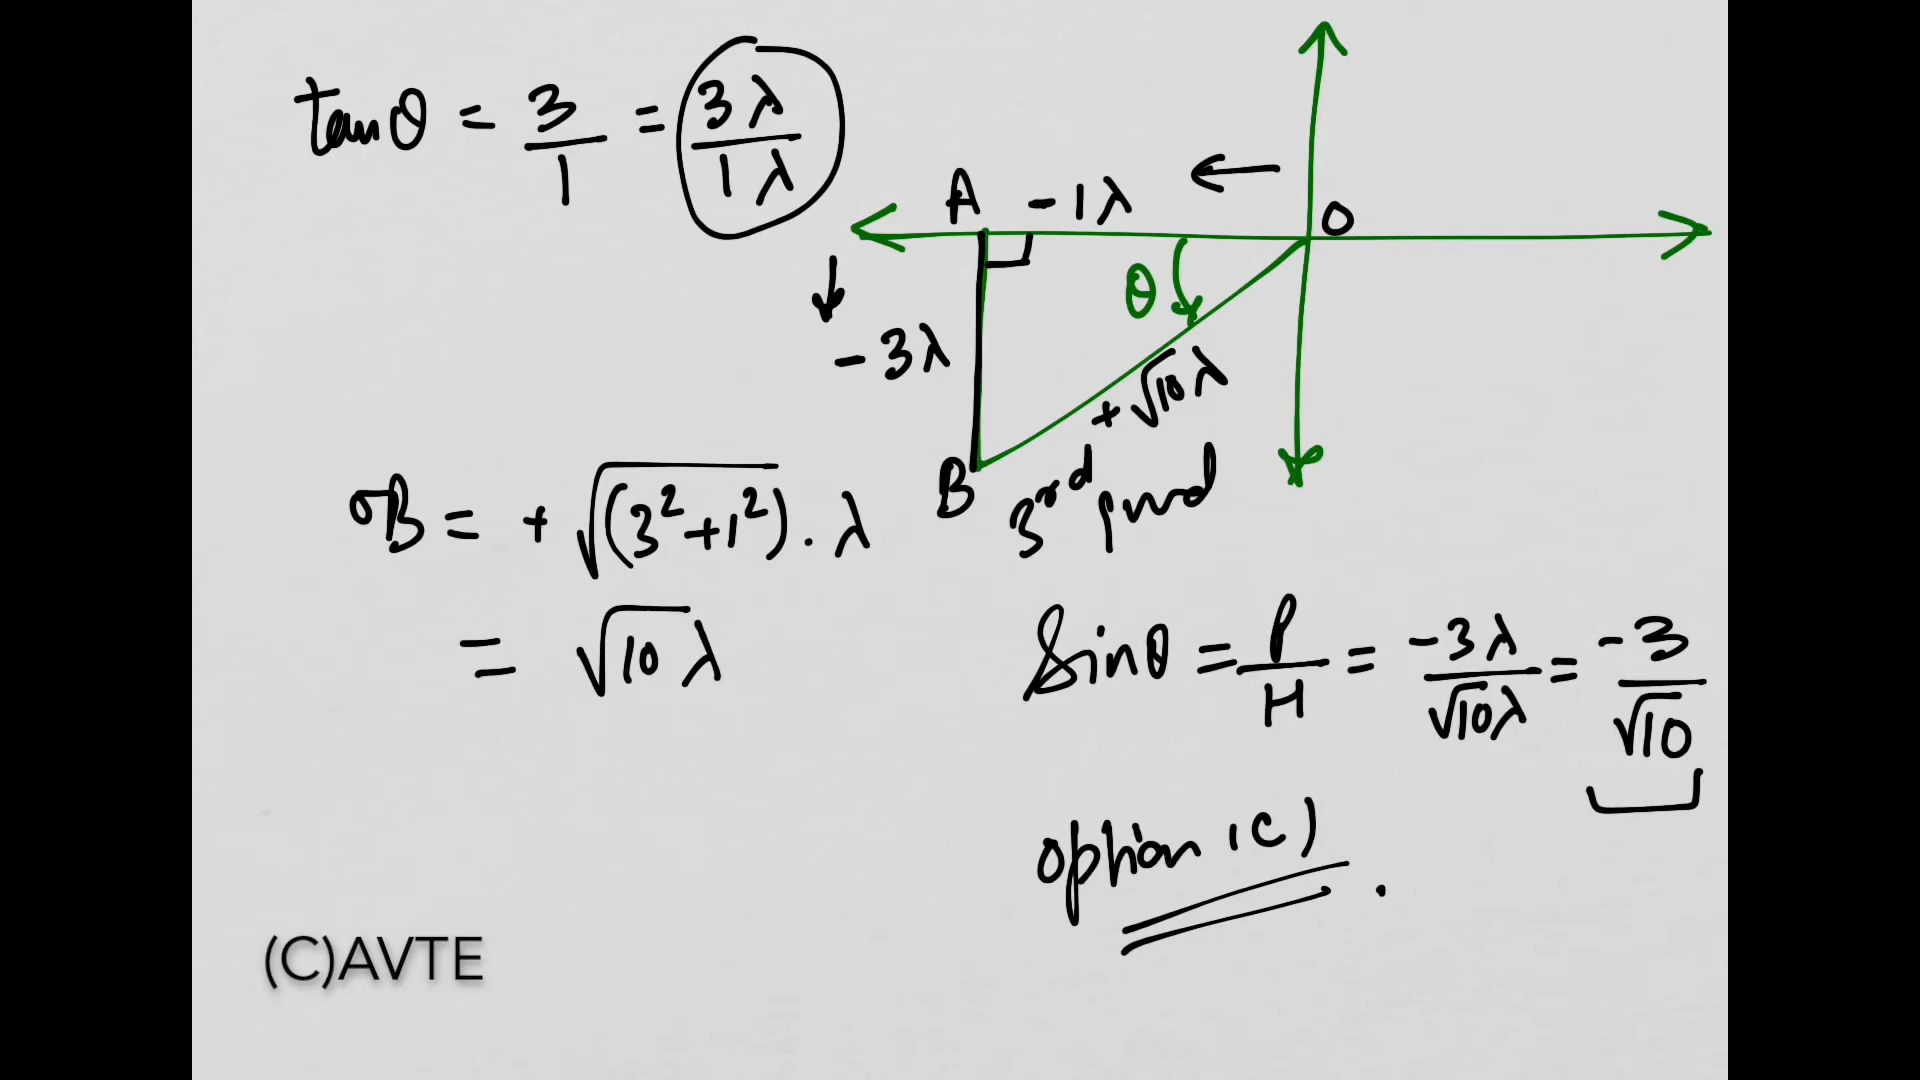 tanθ = 3/1 = 3λ/1λ
A -1λ O
θ
-3λ
+√10λ
B 3rd quad
OB = +√(3²+1²).λ
= √10 λ
Sinθ = P/H = -3λ/√10λ = -3/√10
option (C).
(C)AVTE